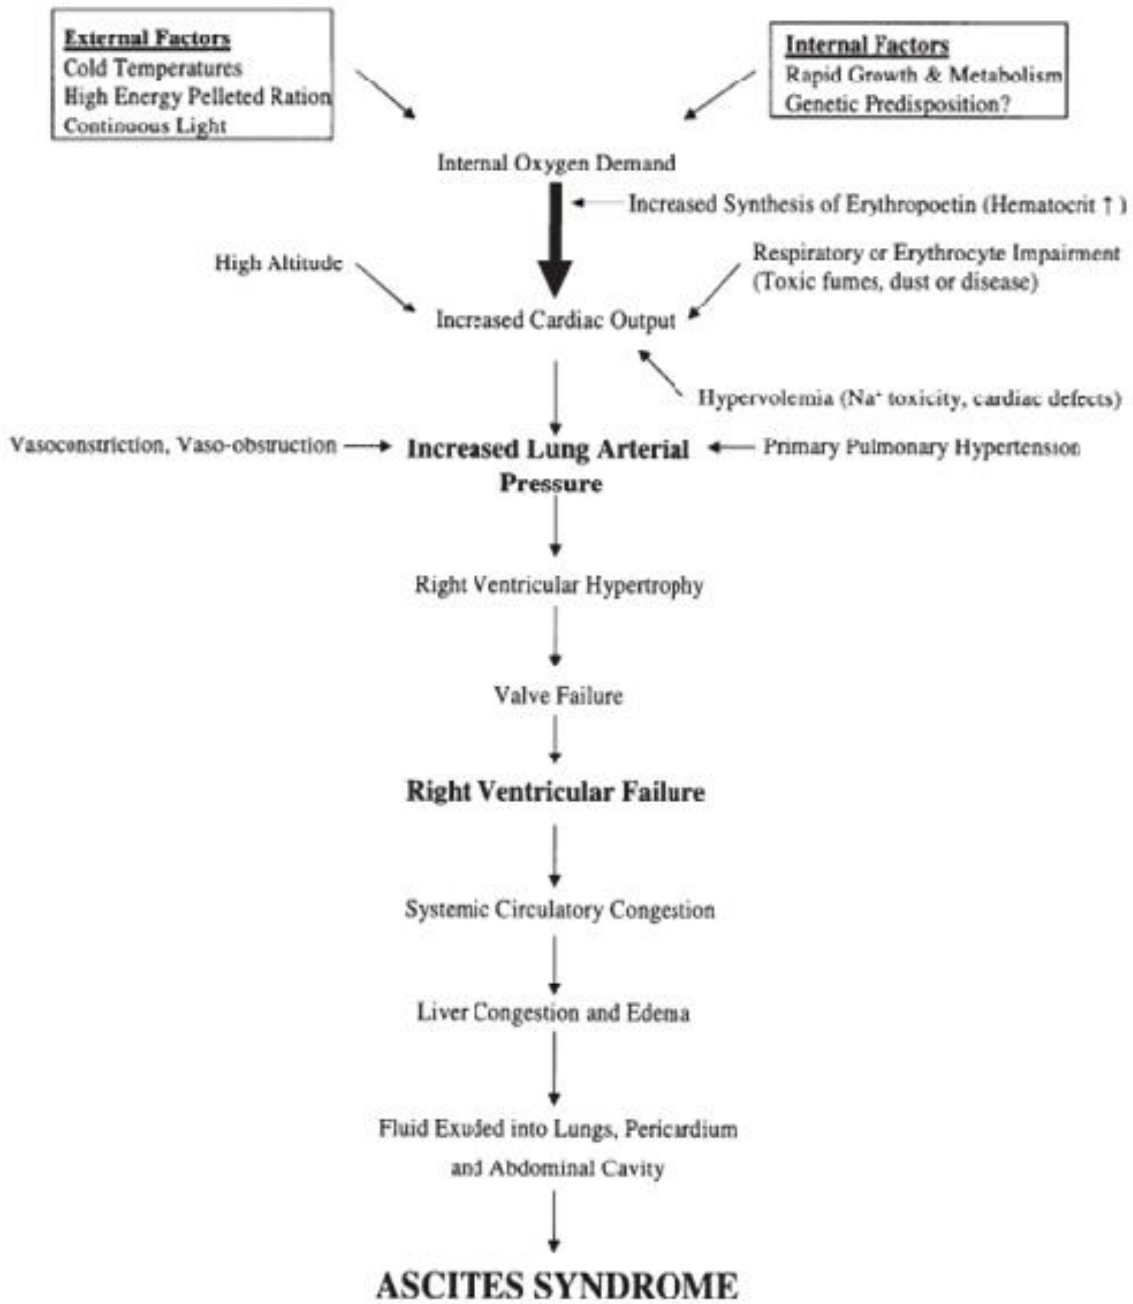 External Factors
Cold Temperatures
High Energy Pelleted Ration
Continuous Light
Internal Factors
Rapid Growth & Metabolism
Genetic Predisposition?
Internal Oxygen Demand
Increased Synthesis of Erythropoetin (Hematocrit ↑ )
High Altitude
Respiratory or Erythrocyte Impairment
(Toxic fumes, dust or disease)
Increased Cardiac Output
Hypervolemia (Na⁺ toxicity, cardiac defects)
Vasoconstriction, Vaso-obstruction
Increased Lung Arterial
Pressure
Primary Pulmonary Hypertension
Right Ventricular Hypertrophy
Valve Failure
Right Ventricular Failure
Systemic Circulatory Congestion
Liver Congestion and Edema
Fluid Exuded into Lungs, Pericardium
and Abdominal Cavity
ASCITES SYNDROME